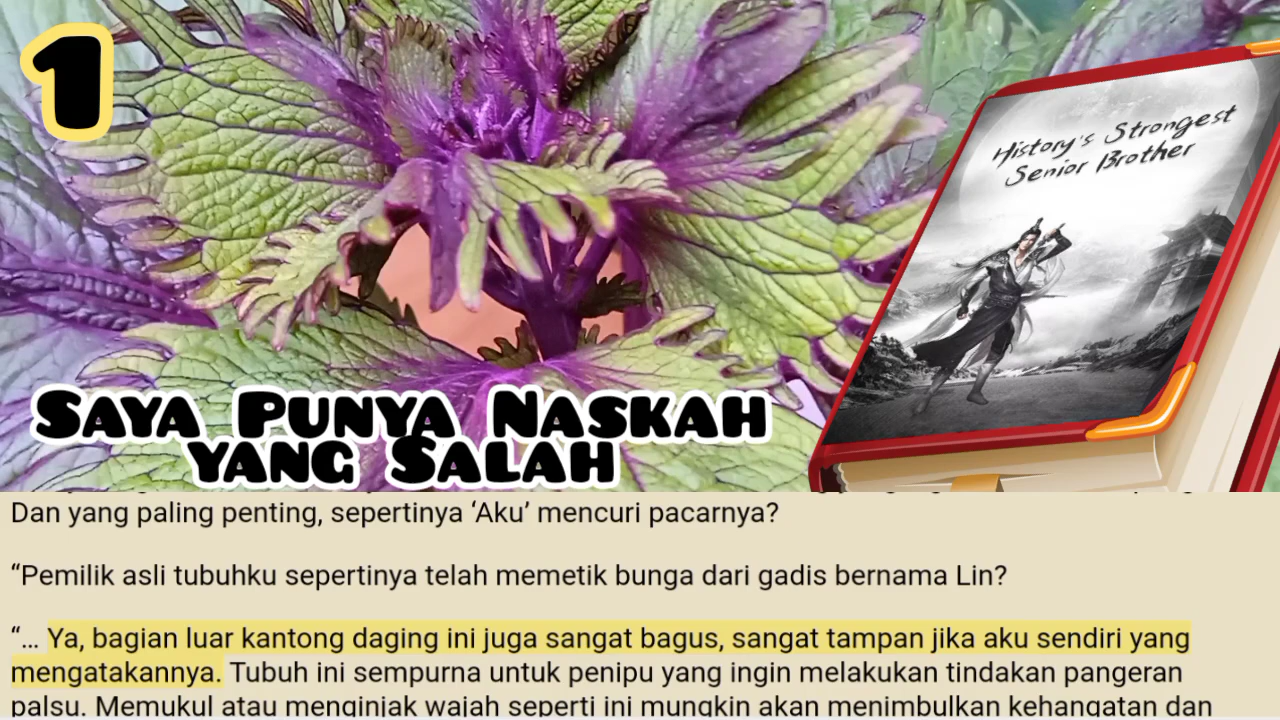 1
History's Strongest
Senior Brother
SAYA PUNYA NASKAH
YANG SALAH
Dan yang paling penting, sepertinya ‘Aku’ mencuri pacarnya?
“Pemilik asli tubuhku sepertinya telah memetik bunga dari gadis bernama Lin?
“... Ya, bagian luar kantong daging ini juga sangat bagus, sangat tampan jika aku sendiri yang
mengatakannya. Tubuh ini sempurna untuk penipu yang ingin melakukan tindakan pangeran
palsu. Memukul atau menginjak wajah seperti ini mungkin akan menimbulkan kehangatan dan